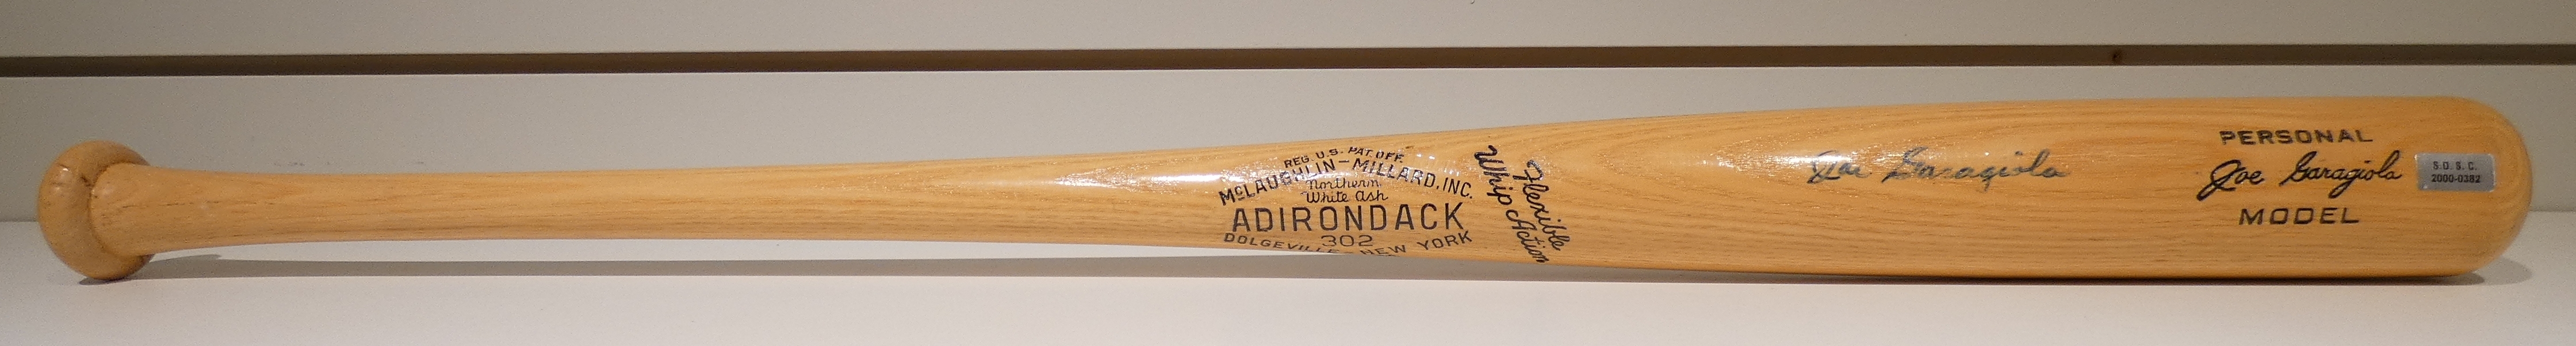 REG. U.S. PAT OFF.
McLAUGHLIN-MILLARD, INC.
Northern
White Ash
ADIRONDACK
302
DOLGEVILLE NEW YORK
Flexible
Whip Action
Joe Garagiola
PERSONAL
Joe Garagiola
MODEL
S.O.S.C.
2000-0382